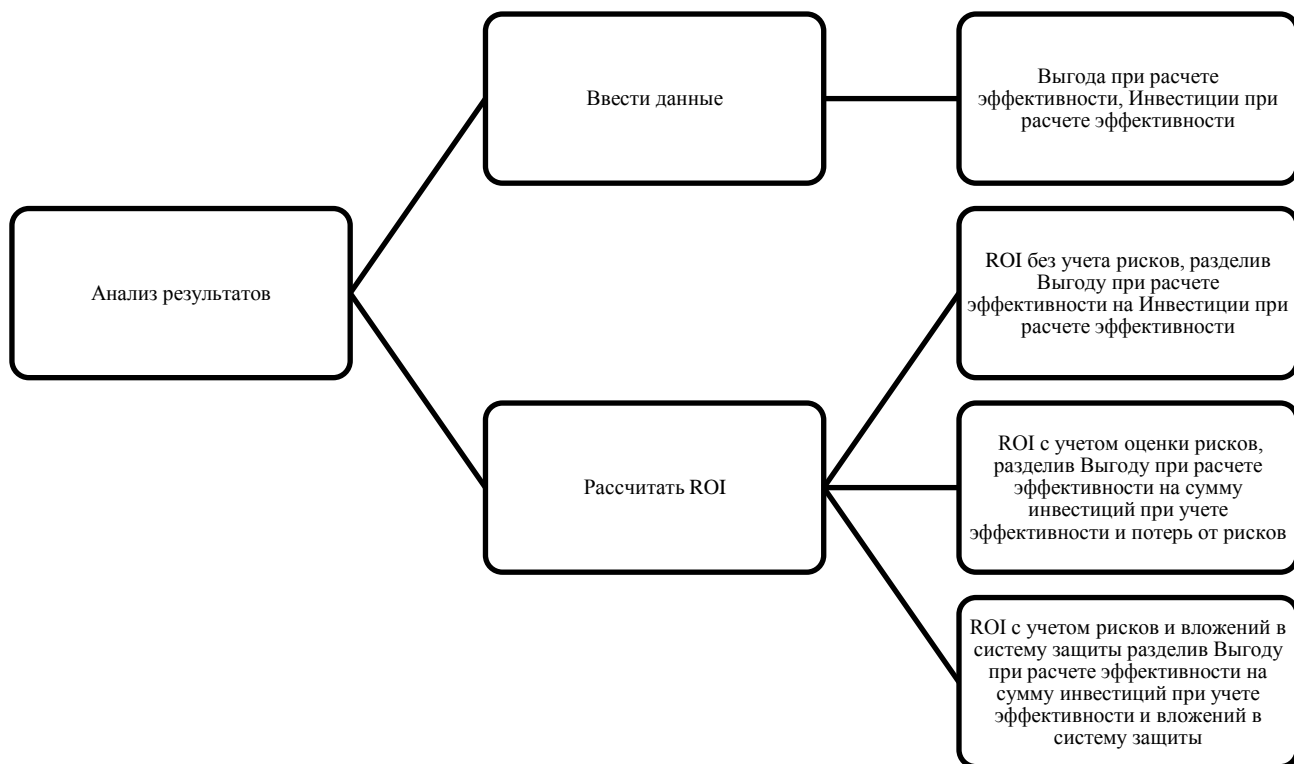 Анализ результатов
Ввести данные
Выгода при расчете
эффективности, Инвестиции при
расчете эффективности
Рассчитать ROI
ROI без учета рисков, разделив
Выгоду при расчете
эффективности на Инвестиции при
расчете эффективности
ROI с учетом оценки рисков,
разделив Выгоду при расчете
эффективности на сумму
инвестиций при учете
эффективности и потерь от рисков
ROI с учетом рисков и вложений в
систему защиты разделив Выгоду
при расчете эффективности на
сумму инвестиций при учете
эффективности и вложений в
систему защиты